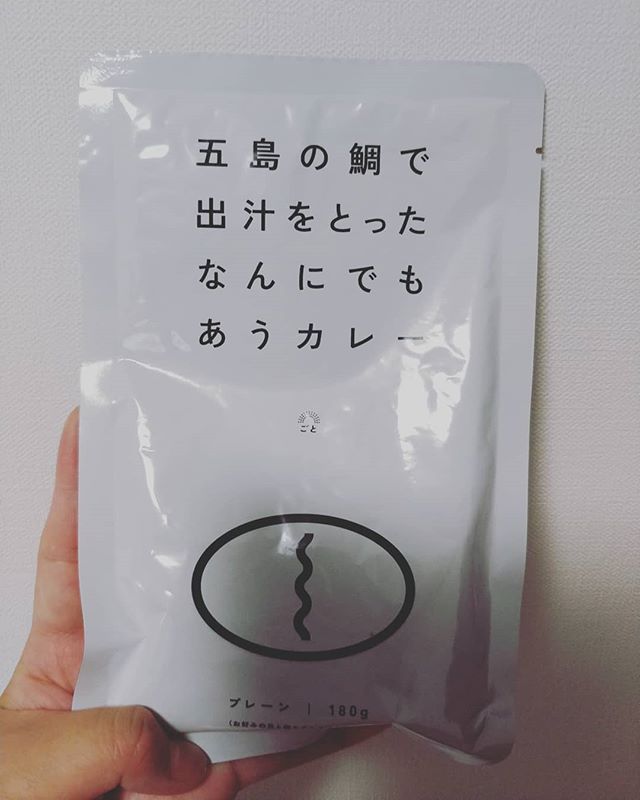 五島の鯛で
出汁をとった
なんにでも
あうカレー
ごと
プレーン | 180g